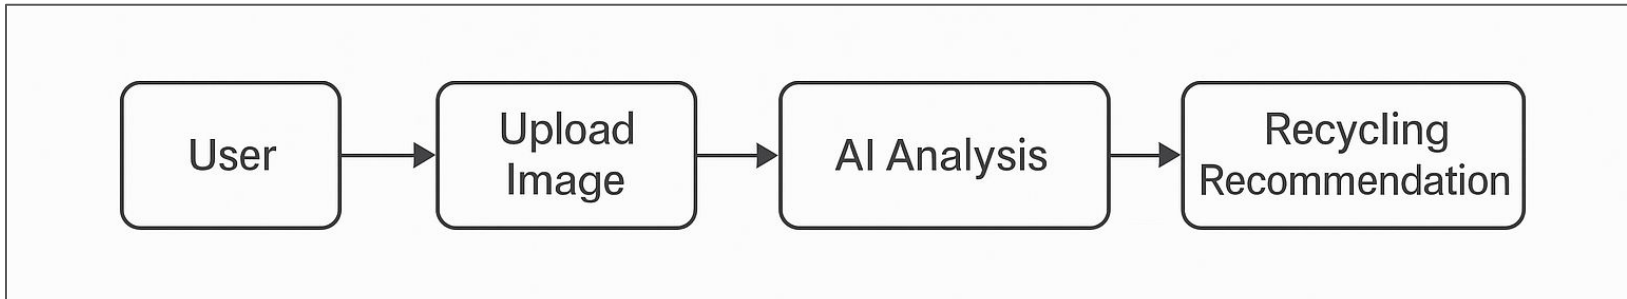 User
Upload
Image
AI Analysis
Recycling
Recommendation